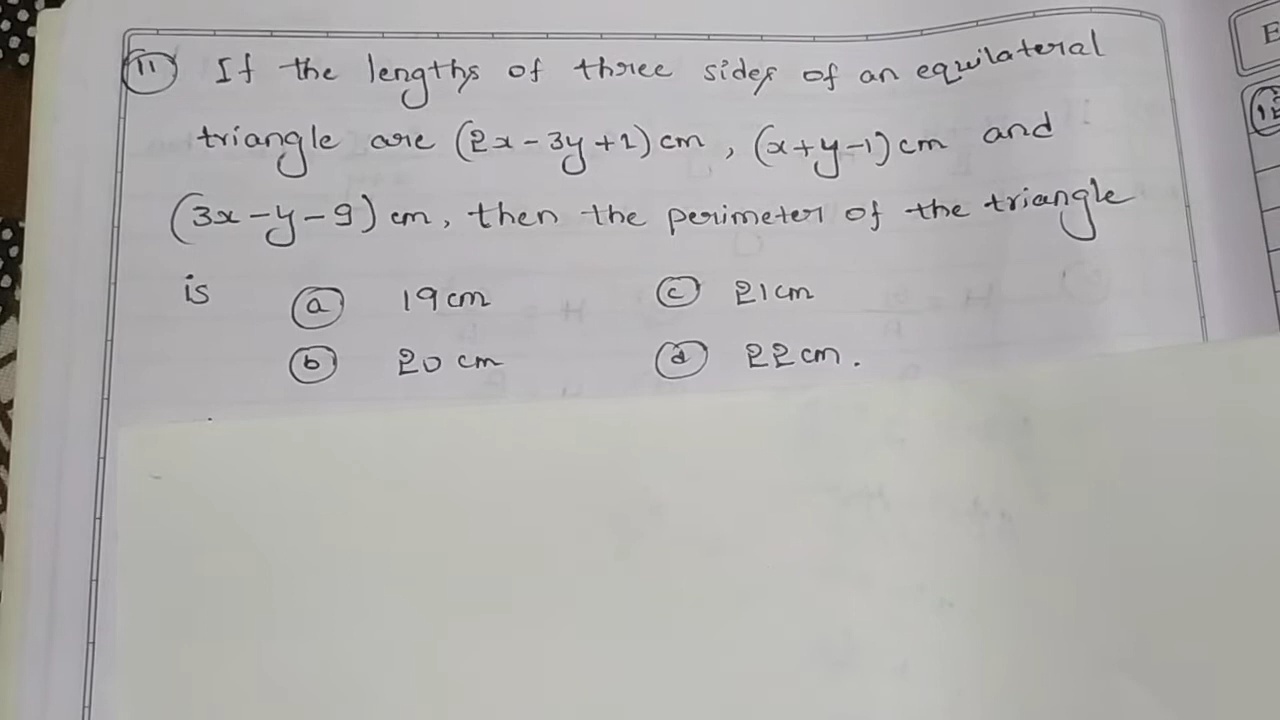 11 If the lengths of three sides of an equilateral
triangle are (2x-3y+1) cm, (x+y-1) cm and
(3x-y-9) cm, then the perimeter of the triangle
is
a 19 cm c 21 cm
b 20 cm d 22 cm.
E